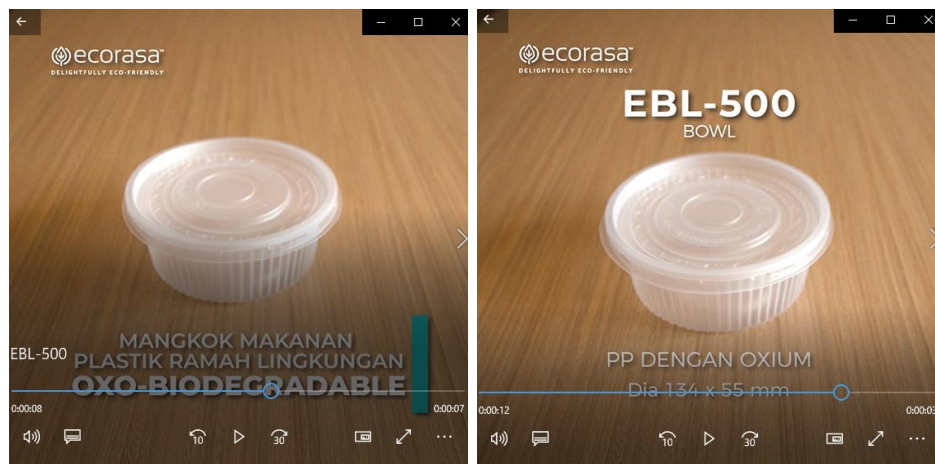 ecorasa™
DELIGHTFULLY ECO-FRIENDLY
MANGKOK MAKANAN
PLASTIK RAMAH LINGKUNGAN
OXO-BIODEGRADABLE
EBL-500
0:00:08
0:00:07
10
30
ecorasa™
DELIGHTFULLY ECO-FRIENDLY
EBL-500
BOWL
PP DENGAN OXIUM
Dia 134 x 55 mm
0:00:12
0:00:03
10
30